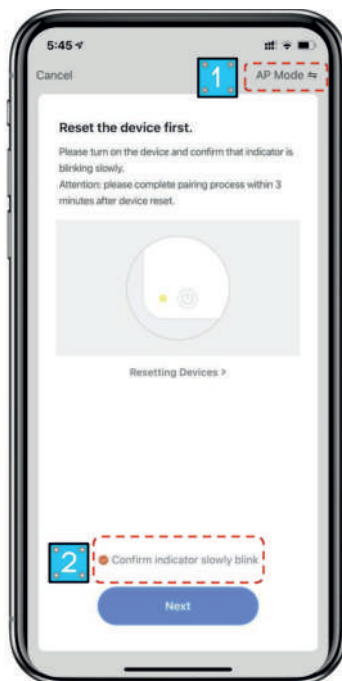 5:45
Cancel
1
AP Mode
Reset the device first.
Please turn on the device and confirm that indicator is
blinking slowly.
Attention: please complete pairing process within 3
minutes after device reset.
Resetting Devices >
2
Confirm indicator slowly blink
Next